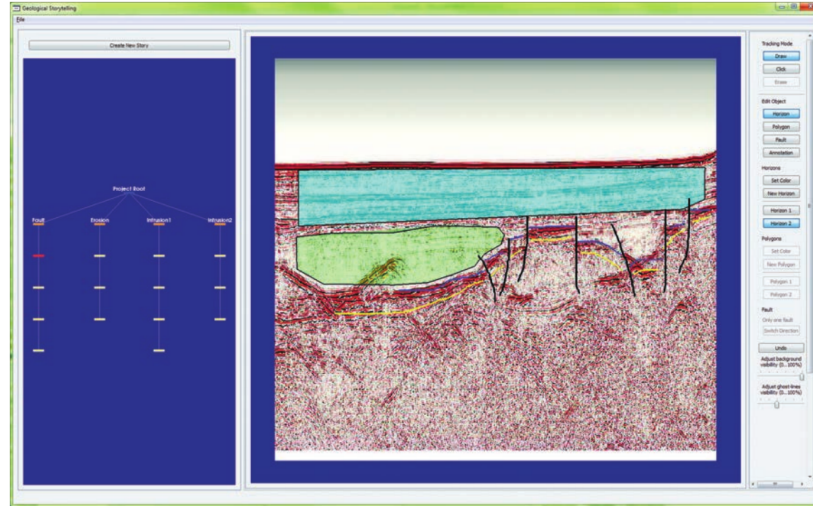 Geological Storytelling
File
Create New Story
Project Root
Fault Erosion Intrusion1 Intrusion2
Tracking Mode
Draw
Click
Erase
Edit Object
Horizon
Polygon
Fault
Annotation
Horizons
Set Color
New Horizon
Horizon 1
Horizon 2
Polygons
Set Color
New Polygon
Polygon 1
Polygon 2
Fault
Only one fault
Switch Direction
Undo
Adjust background
visibility (0...100%)
Adjust ghost-lines
visibility (0...100%)